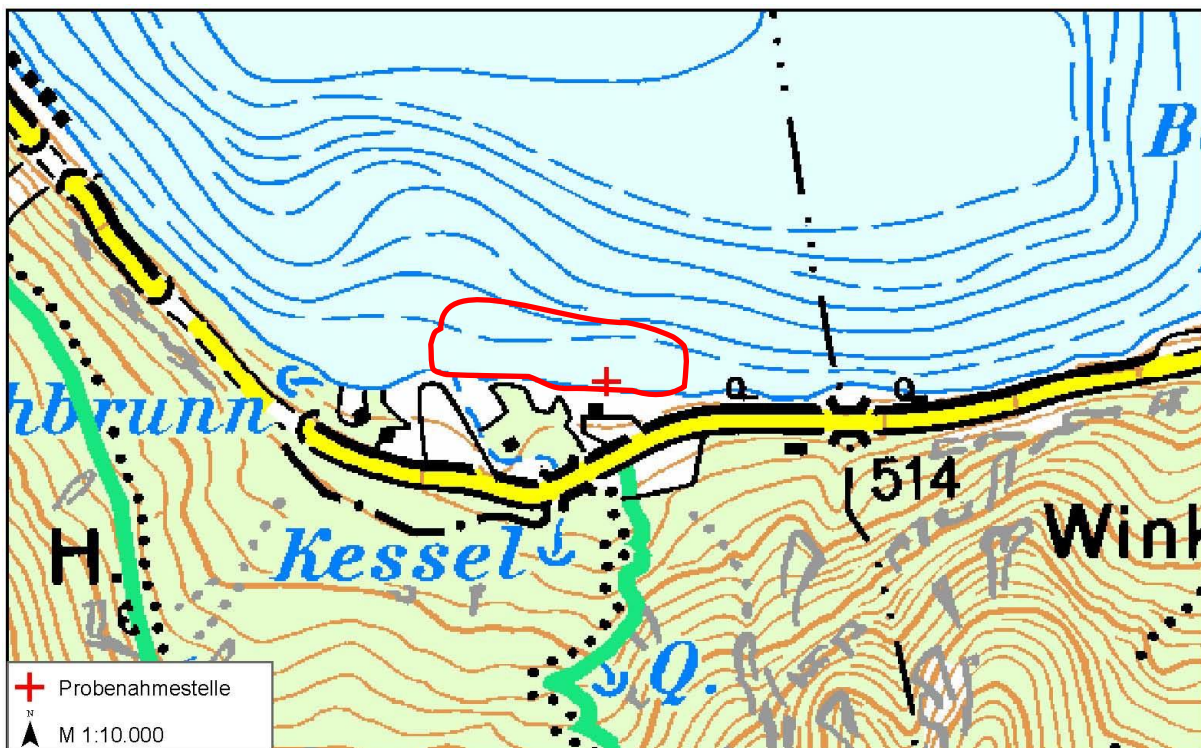 B
hbrunn
514
Wink
H.
Kessel
Q.
Probenahmestelle
N
M 1:10.000